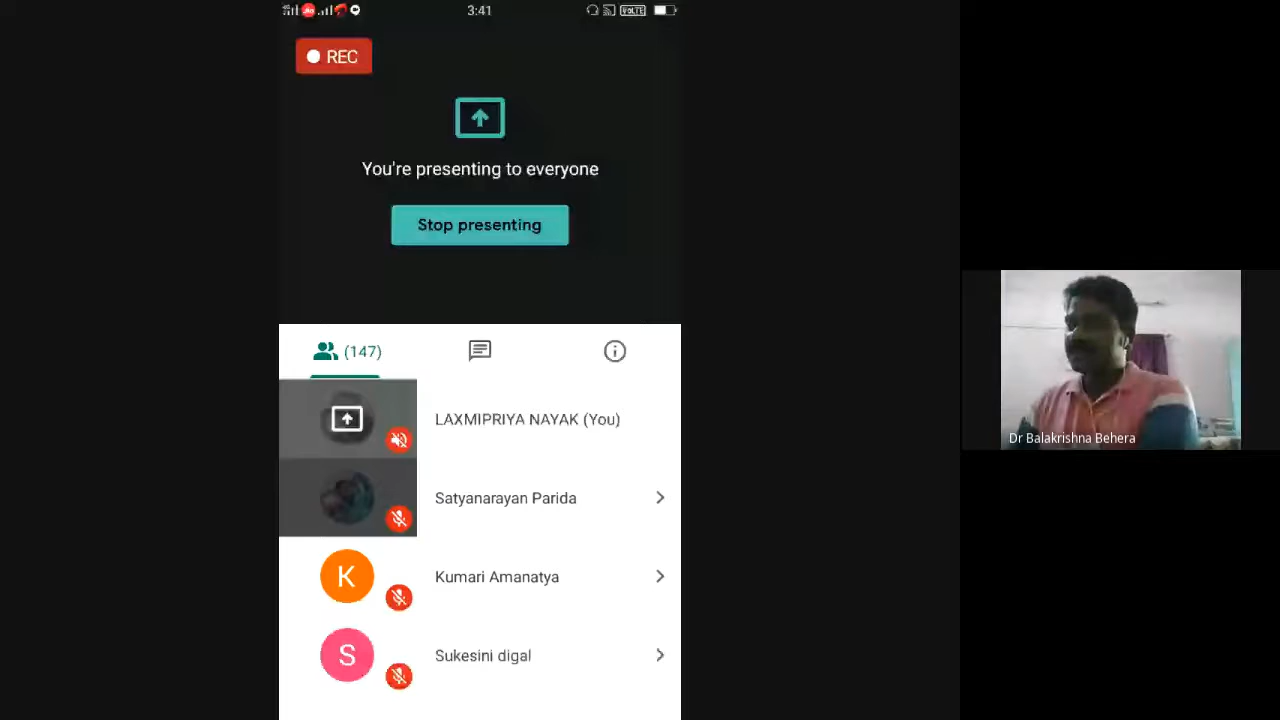 3:41
VoLTE
REC
You're presenting to everyone
Stop presenting
(147)
LAXMIPRIYA NAYAK (You)
Satyanarayan Parida
K
Kumari Amanatya
S
Sukesini digal
Dr Balakrishna Behera